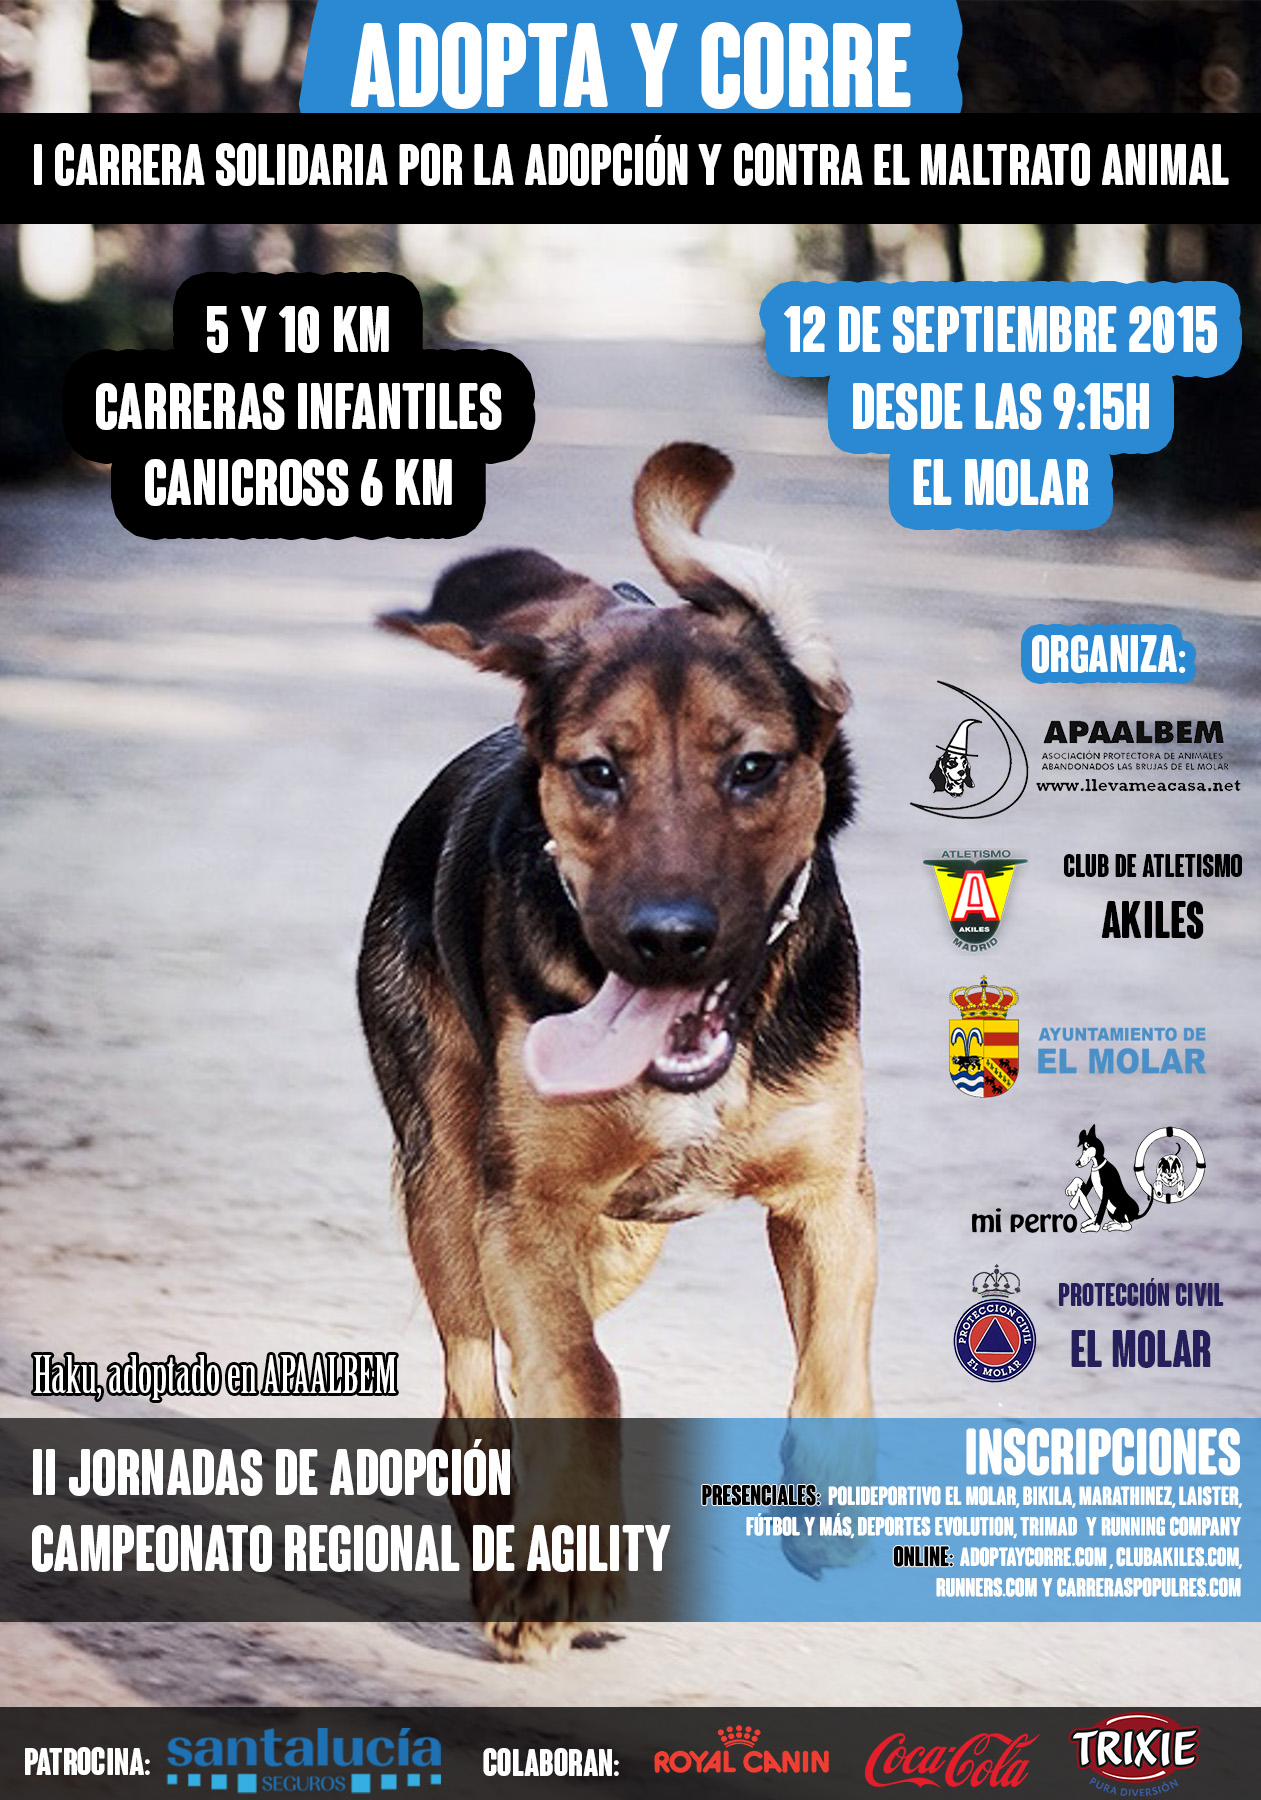 ADOPTA Y CORRE
I CARRERA SOLIDARIA POR LA ADOPCIÓN Y CONTRA EL MALTRATO ANIMAL
5 Y 10 KM
CARRERAS INFANTILES
CANICROSS 6 KM
12 DE SEPTIEMBRE 2015
DESDE LAS 9:15H
EL MOLAR
ORGANIZA:
APAALBEM
ASOCIACIÓN PROTECTORA DE ANIMALES
ABANDONADOS LAS BRUJAS DE EL MOLAR
www.llevameacasa.net
ATLETISMO
A
AKILES
MADRID
CLUB DE ATLETISMO
AKILES
AYUNTAMIENTO DE
EL MOLAR
mi perro
PROTECCIÓN CIVIL
EL MOLAR
PROTECCIÓN CIVIL
EL MOLAR
Haku, adoptado en APAALBEM
II JORNADAS DE ADOPCIÓN
CAMPEONATO REGIONAL DE AGILITY
INSCRIPCIONES
PRESENCIALES: POLIDEPORTIVO EL MOLAR, BIKILA, MARATHINEZ, LAISTER,
FÚTBOL Y MÁS, DEPORTES EVOLUTION, TRIMAD Y RUNNING COMPANY
ONLINE: ADOPTAYCORRE.COM , CLUBAKILES.COM,
RUNNERS.COM Y CARRERASPOPULRES.COM
PATROCINA:
santalucía
SEGUROS
COLABORAN:
ROYAL CANIN
Coca-Cola
TRIXIE
PURA DIVERSIÓN